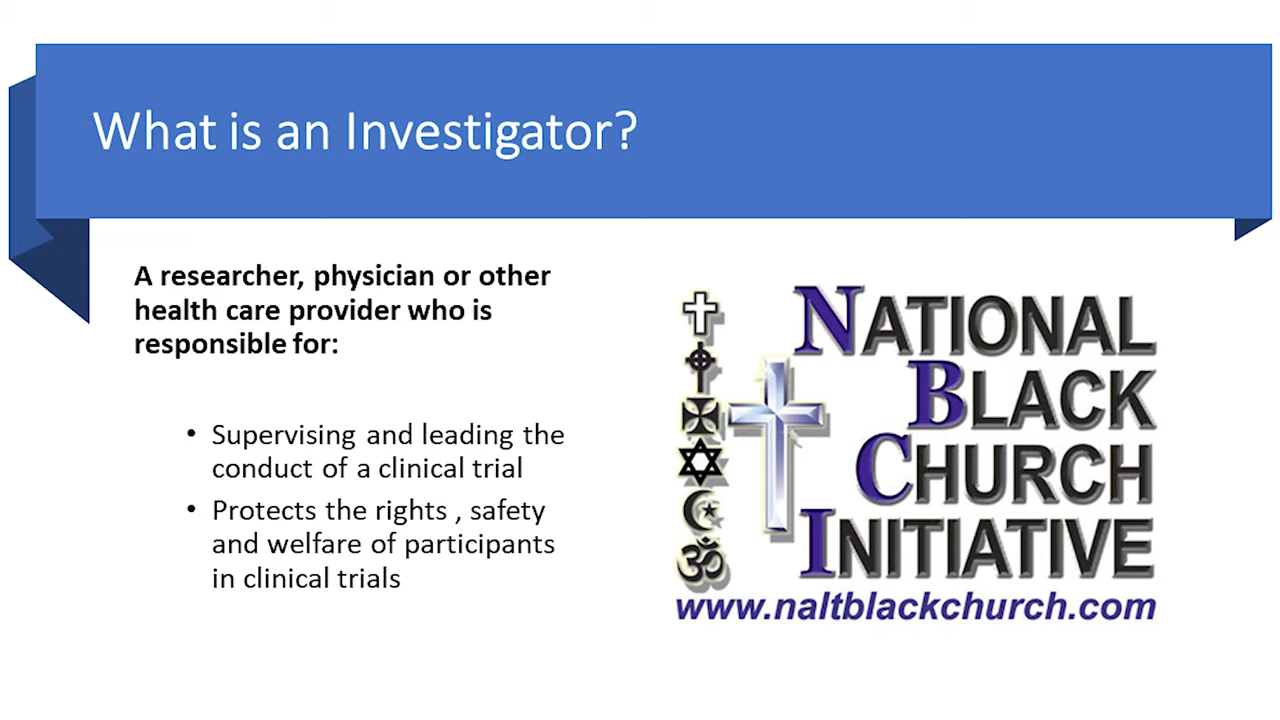 What is an Investigator?
A researcher, physician or other
health care provider who is
responsible for:
• Supervising and leading the
conduct of a clinical trial
• Protects the rights , safety
and welfare of participants
in clinical trials
NATIONAL
BLACK
CHURCH
INITIATIVE
www.naltblackchurch.com